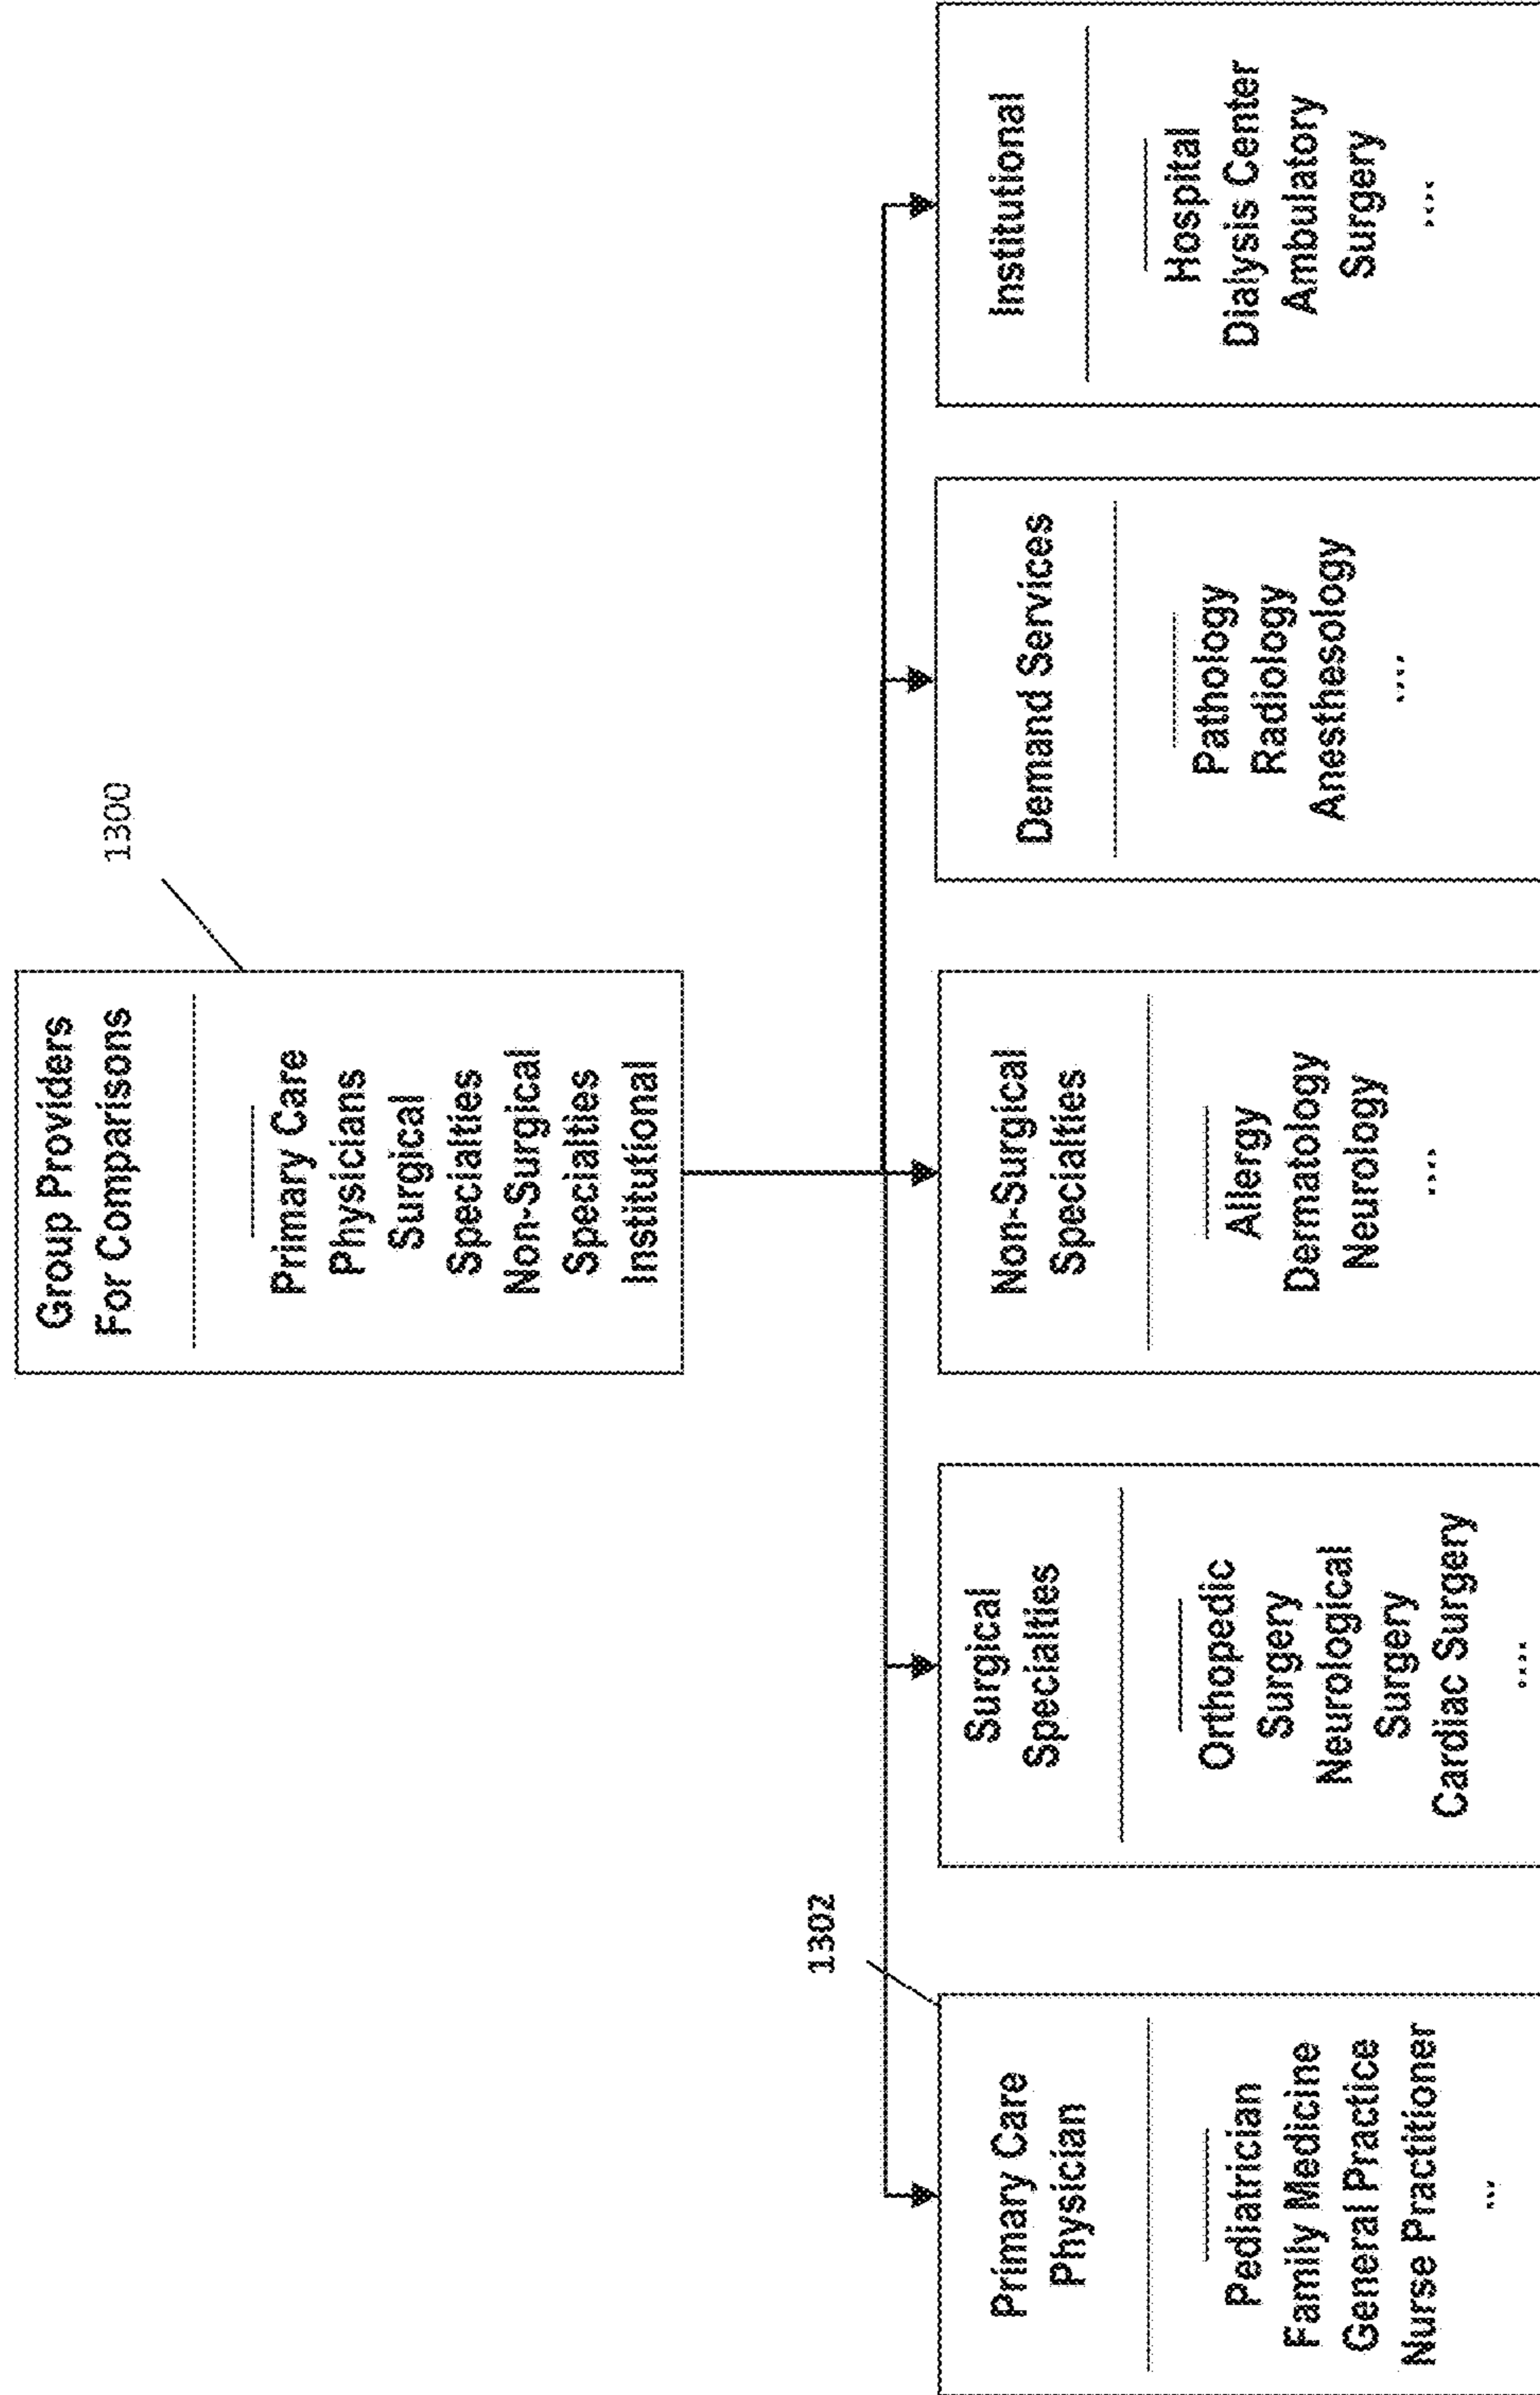 1300
Group Providers
For Comparisons
Primary Care
Physicians
Surgical
Specialties
Non-Surgical
Specialties
Institutional
1302
Primary Care
Physician
Pediatrician
Family Medicine
General Practice
Nurse Practitioner
...
Surgical
Specialties
Orthopedic
Surgery
Neurological
Surgery
Cardiac Surgery
....
Non-Surgical
Specialties
Allergy
Dermatology
Neurology
....
Demand Services
Pathology
Radiology
Anesthesology
....
Institutional
Hospital
Dialysis Center
Ambulatory
Surgery
....